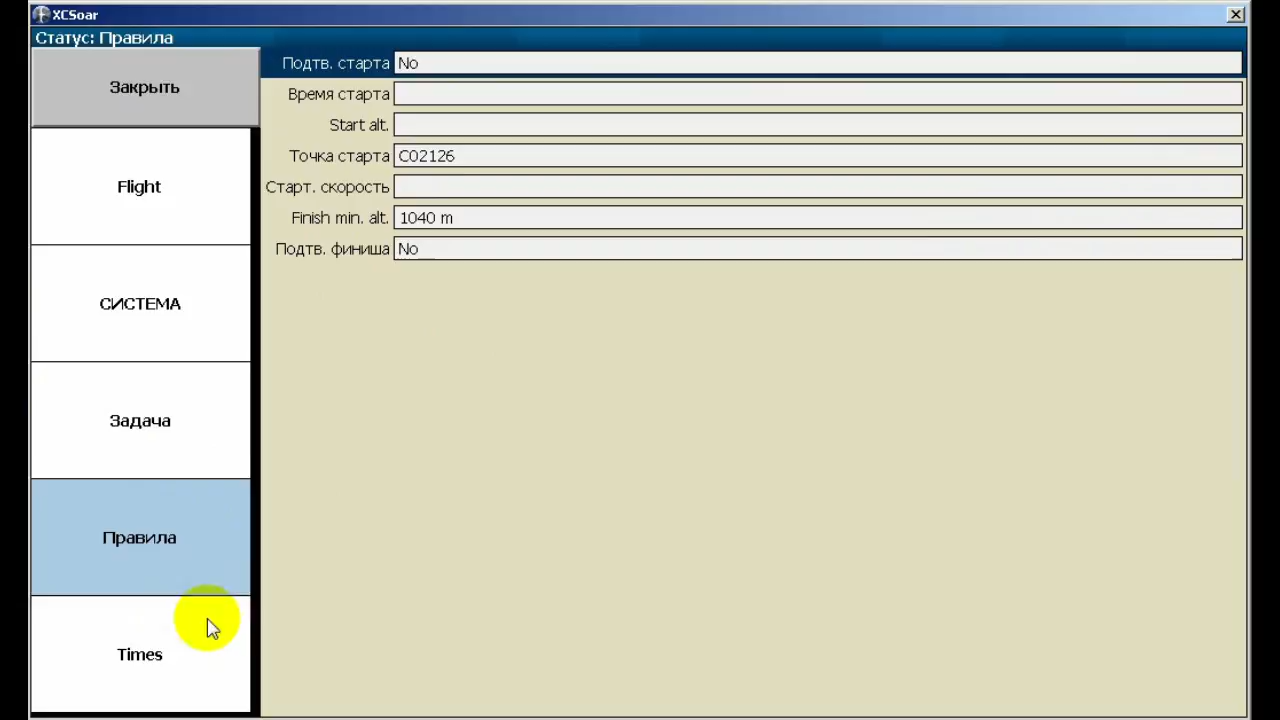 XCSoar
Статус: Правила
Закрыть
Flight
СИСТЕМА
Задача
Правила
Times
Подтв. старта No
Время старта
Start alt.
Точка старта C02126
Старт. скорость
Finish min. alt. 1040 m
Подтв. финиша No